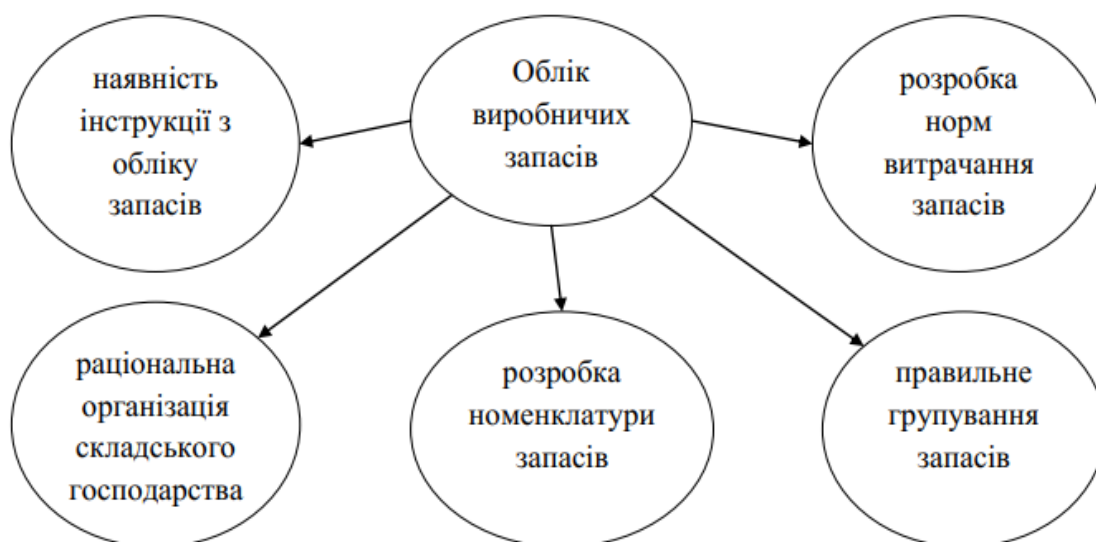 наявність
інструкції з
обліку
запасів
Облік
виробничих
запасів
розробка
норм
витрачання
запасів
раціональна
організація
складського
господарства
розробка
номенклатури
запасів
правильне
групування
запасів